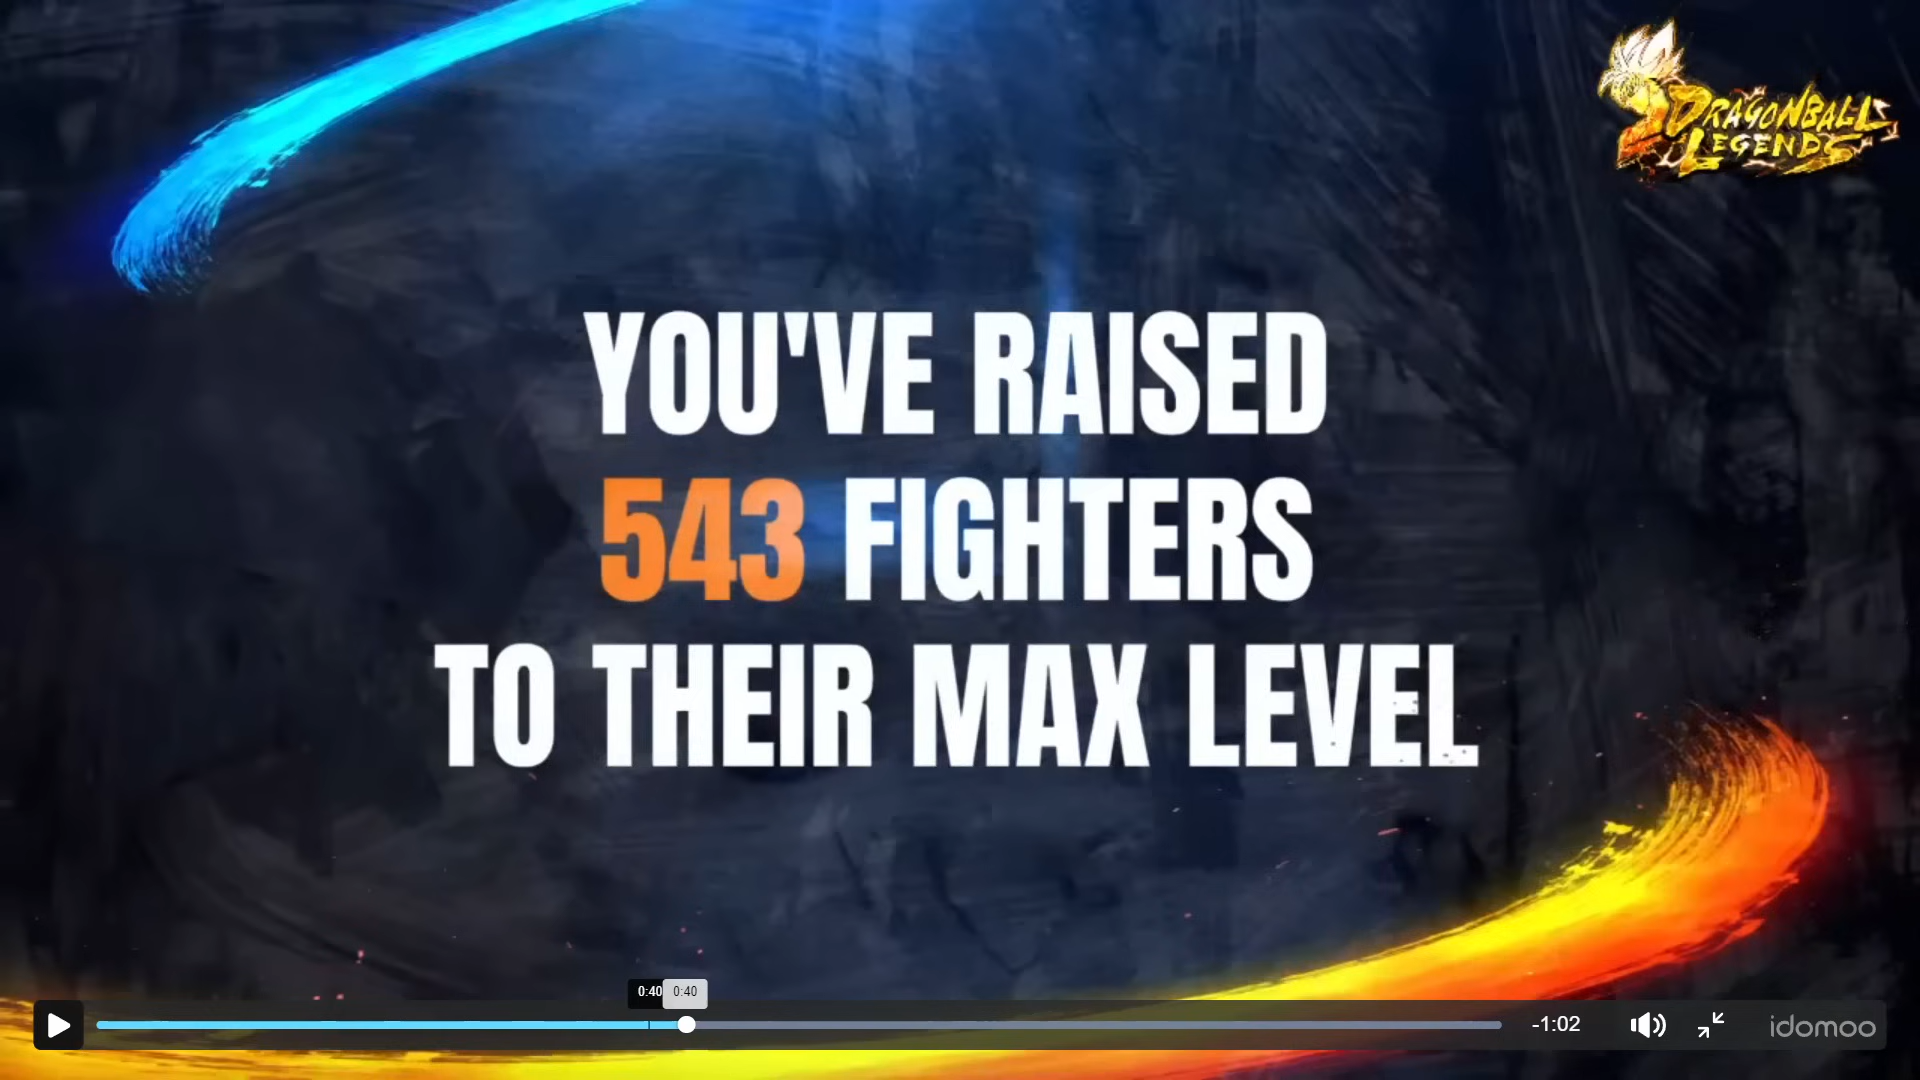 DRAGONBALL
LEGENDS
YOU'VE RAISED
543 FIGHTERS
TO THEIR MAX LEVEL
0:40
0:40
-1:02
idomoo